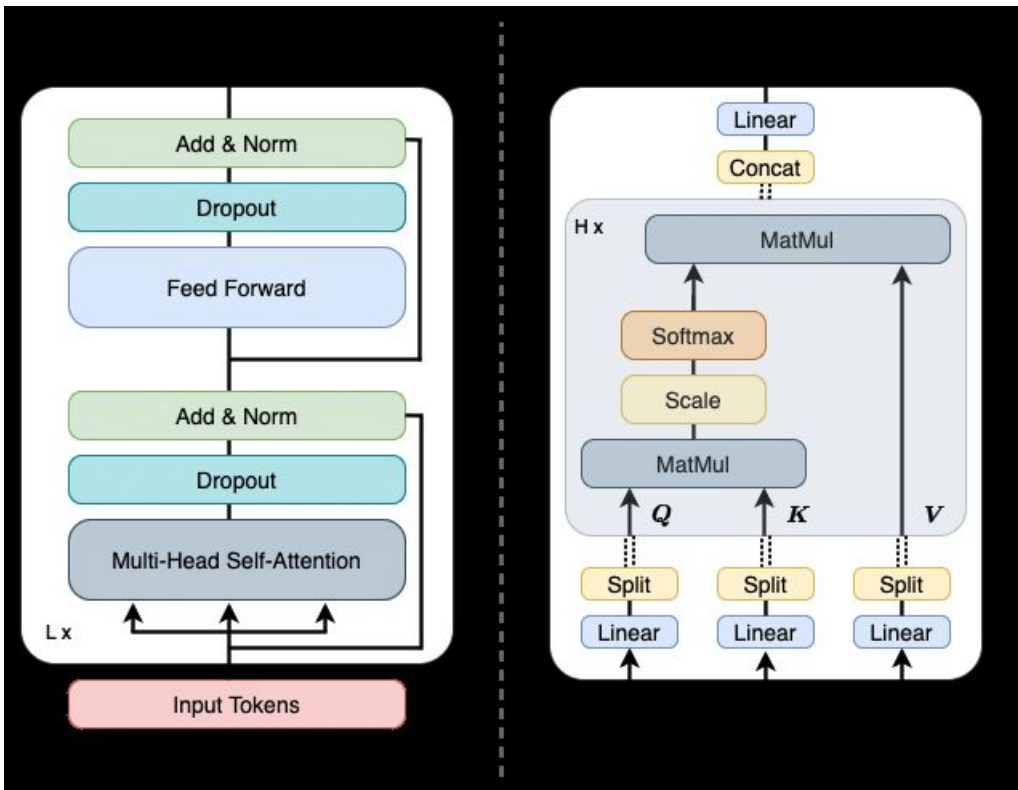 Add & Norm
Dropout
Feed Forward
Add & Norm
Dropout
Multi-Head Self-Attention
L x
Input Tokens
Linear
Concat
H x
MatMul
Softmax
Scale
MatMul
Q K V
Split Split Split
Linear Linear Linear